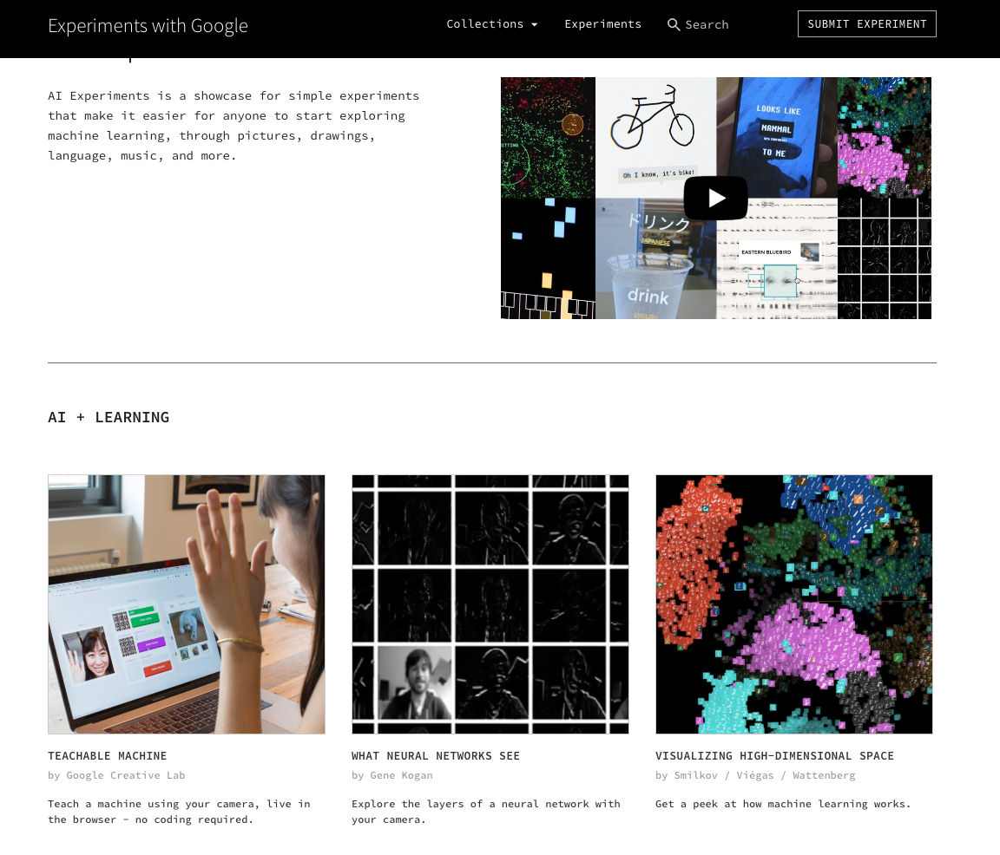 Experiments with Google
Collections
Experiments
Search
SUBMIT EXPERIMENT
AI Experiments is a showcase for simple experiments
that make it easier for anyone to start exploring
machine learning, through pictures, drawings,
language, music, and more.
Oh I know, it's bike!
LOOKS LIKE
MAMMAL
TO ME
ドリンク
JAPANESE
drink
ENGLISH
EASTERN BLUEBIRD
AI + LEARNING
TEACHABLE MACHINE
by Google Creative Lab
Teach a machine using your camera, live in
the browser – no coding required.
WHAT NEURAL NETWORKS SEE
by Gene Kogan
Explore the layers of a neural network with
your camera.
VISUALIZING HIGH-DIMENSIONAL SPACE
by Smilkov / Viégas / Wattenberg
Get a peek at how machine learning works.